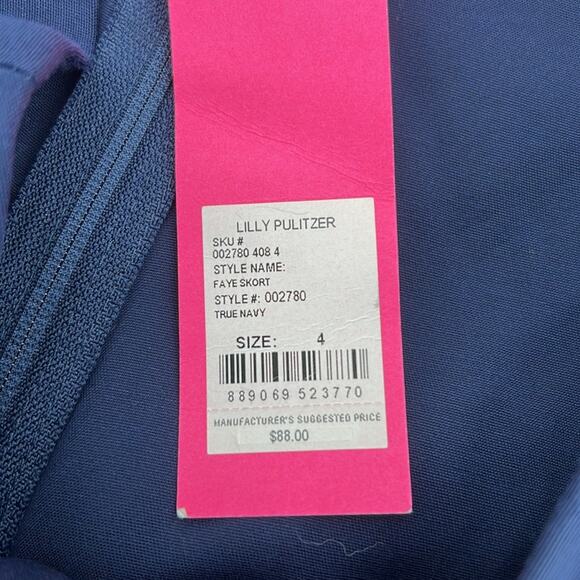 LILLY PULITZER
SKU #
002780 408 4
STYLE NAME:
FAYE SKORT
STYLE #: 002780
TRUE NAVY
SIZE: 4
889069 523770
MANUFACTURER'S SUGGESTED PRICE
$88.00